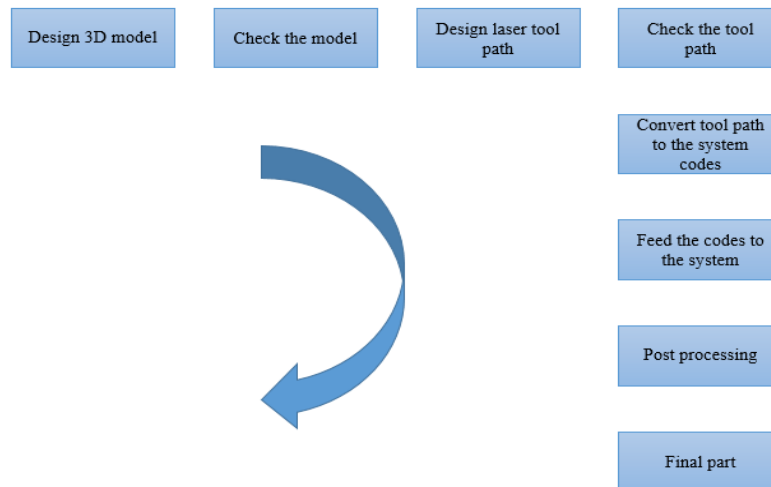 Design 3D model
Check the model
Design laser tool
path
Check the tool
path
Convert tool path
to the system
codes
Feed the codes to
the system
Post processing
Final part